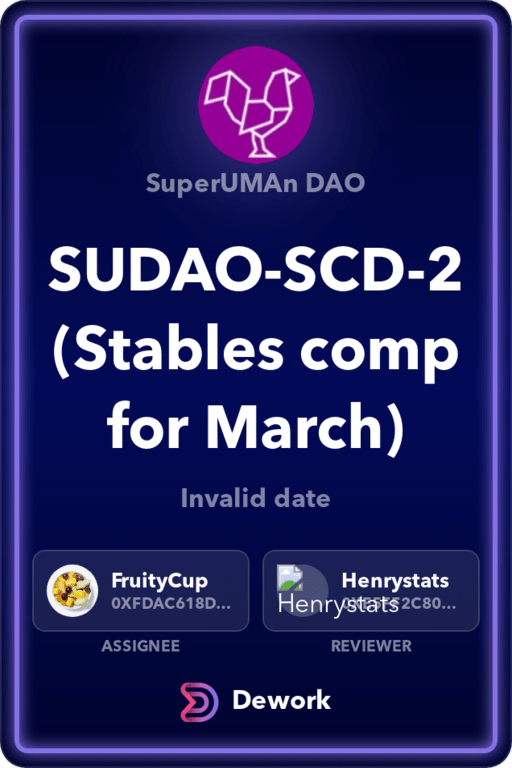 SuperUMAn DAO
SUDAO-SCD-2
(Stables comp
for March)
Invalid date
FruityCup
0XFDAC618D...
ASSIGNEE
Henrystats
Henrystats
REVIEWER
Dework